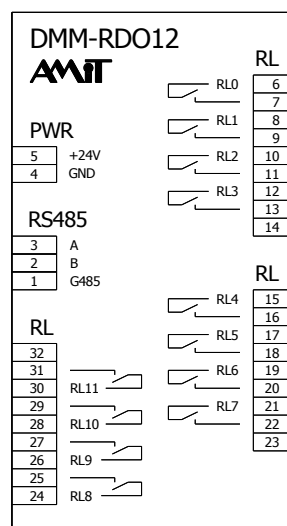 DMM-RDO12
AMiT
PWR
5 +24V
4 GND
RS485
3 A
2 B
1 G485
RL
32
31
30 RL11
29
28 RL10
27
26 RL9
25
24 RL8
RL
RL0 6
7
RL1 8
9
RL2 10
11
RL3 12
13
14
RL
RL4 15
16
RL5 17
18
RL6 19
20
RL7 21
22
23